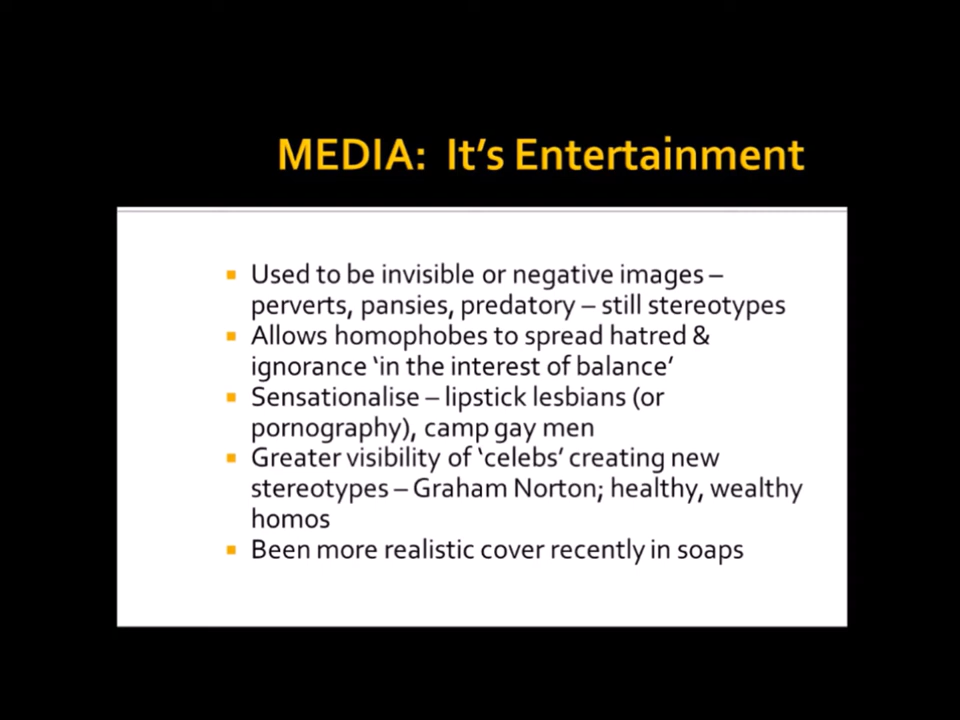 MEDIA:  It's Entertainment
Used to be invisible or negative images –
perverts, pansies, predatory – still stereotypes
Allows homophobes to spread hatred &
ignorance ‘in the interest of balance’
Sensationalise – lipstick lesbians (or
pornography), camp gay men
Greater visibility of ‘celebs’ creating new
stereotypes – Graham Norton; healthy, wealthy
homos
Been more realistic cover recently in soaps